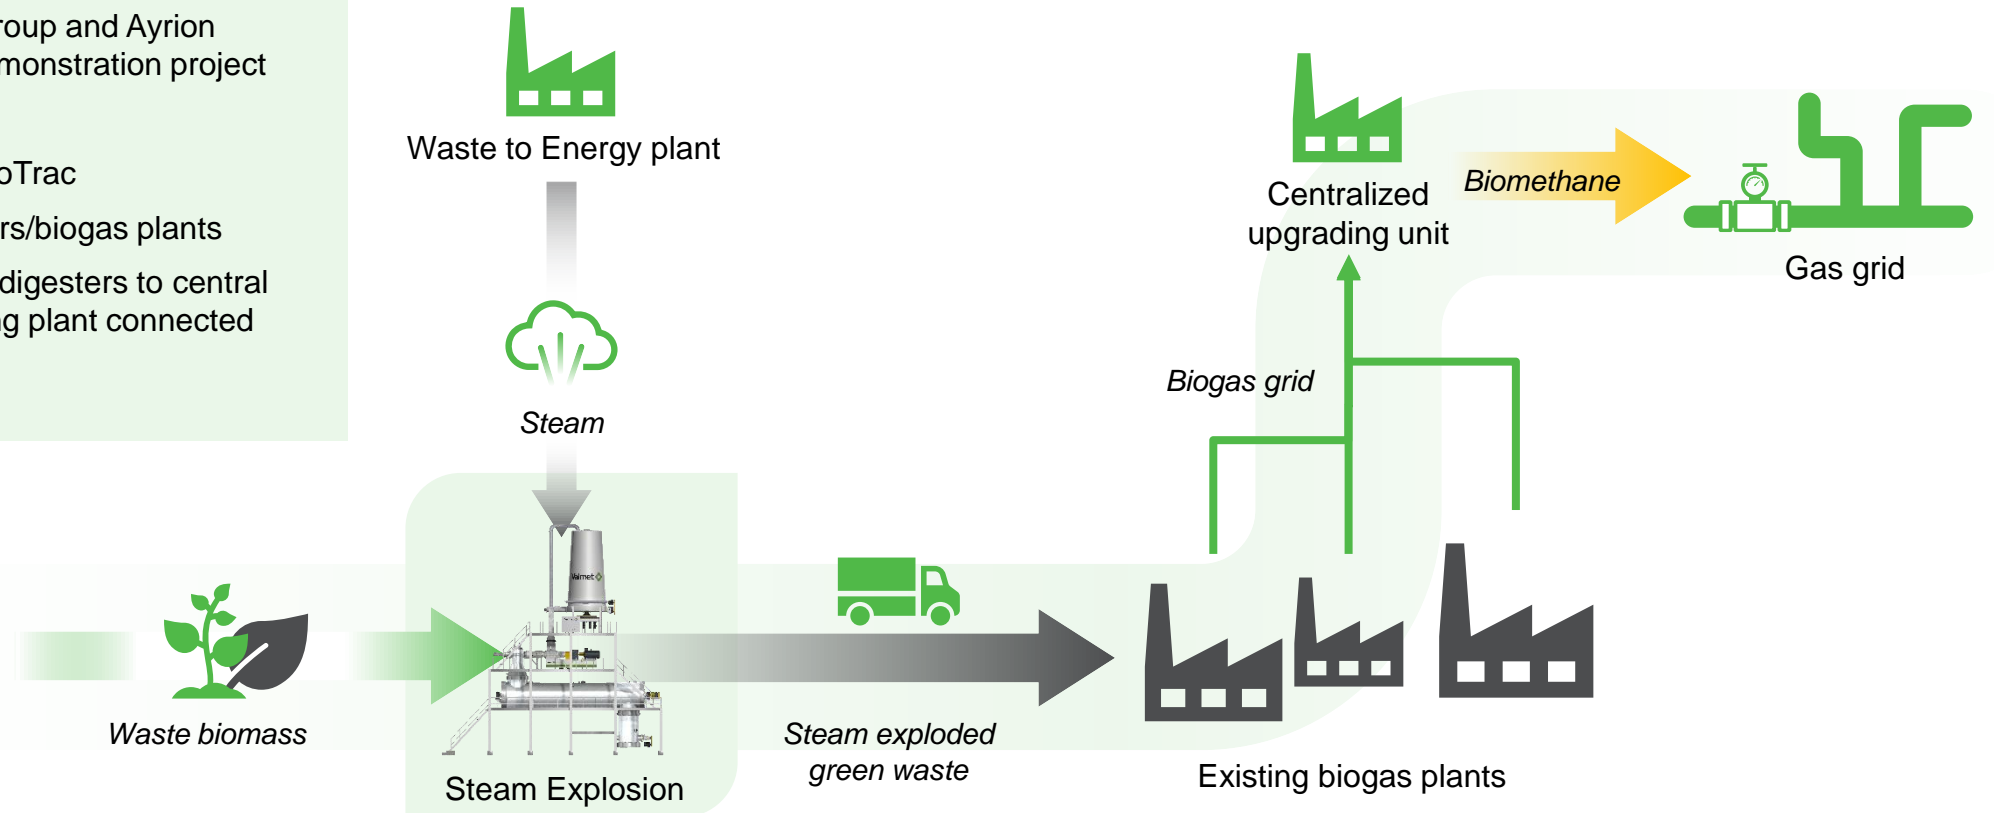 roup and Ayrion
monstration project
oTrac
rs/biogas plants
digesters to central
ng plant connected
Waste to Energy plant
Steam
Valmet
Waste biomass
Steam Explosion
Steam exploded
green waste
Existing biogas plants
Biogas grid
Centralized
upgrading unit
Biomethane
Gas grid